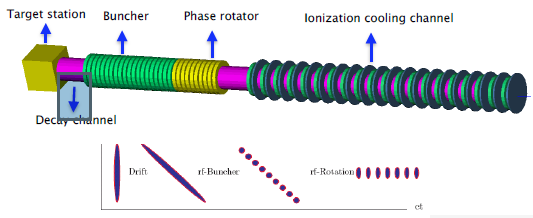 Target station
Buncher
Phase rotator
Ionization cooling channel
Decay channel
Drift
rf-Buncher
rf-Rotation
ct